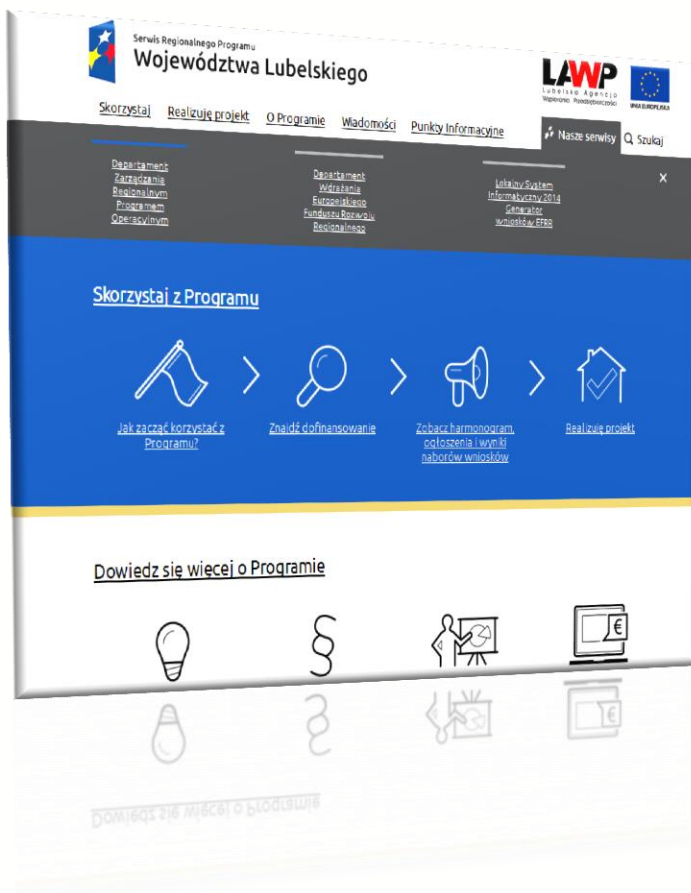 Serwis Regionalnego Programu
Województwa Lubelskiego
LAWP
Lubelska Agencja
Wspierania Przedsiębiorczości
UNIA EUROPEJSKA
Skorzystaj Realizuję projekt O Programie Wiadomości Punkty Informacyjne
Nasze serwisy Szukaj
Departament
Zarządzania
Regionalnym
Programem
Operacyjnym
Departament
Wdrażania
Europejskiego
Funduszu Rozwoju
Regionalnego
Lokalny System
Informatyczny 2014
Generator
wniosków EFRR
×
Skorzystaj z Programu
Jak zacząć korzystać z
Programu?
Znajdź dofinansowanie
Zobacz harmonogram,
ogłoszenia i wyniki
naborów wniosków
Realizuję projekt
Dowiedz się więcej o Programie
§
€